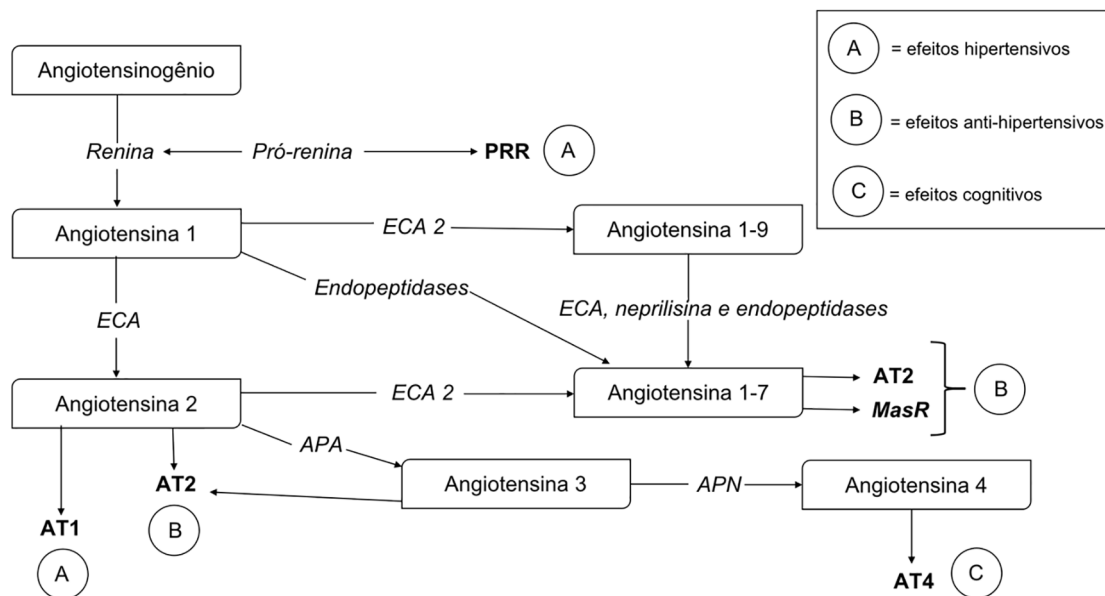 Angiotensinogênio
A = efeitos hipertensivos
B = efeitos anti-hipertensivos
C = efeitos cognitivos
Renina Pró-renina PRR A
Angiotensina 1 ECA 2 Angiotensina 1-9
Endopeptidases
ECA, neprilisina e endopeptidases
ECA
Angiotensina 2 ECA 2 Angiotensina 1-7
AT2
MasR
B
APA
AT2
B
Angiotensina 3 APN Angiotensina 4
AT1
A
AT4 C